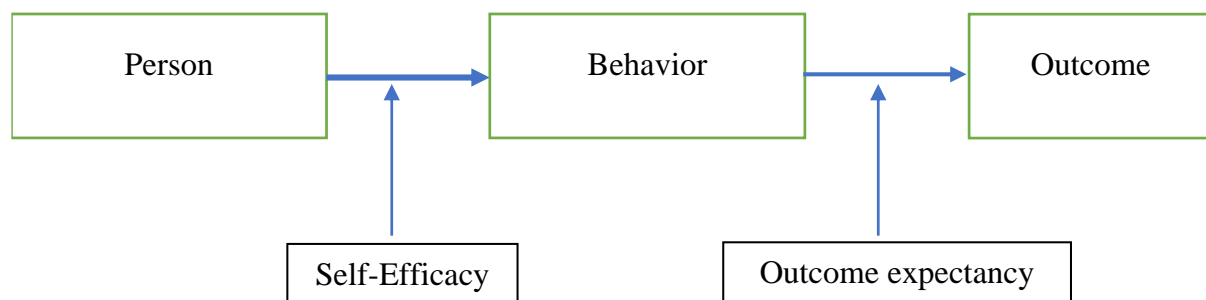 Person
Behavior
Outcome
Self-Efficacy
Outcome expectancy